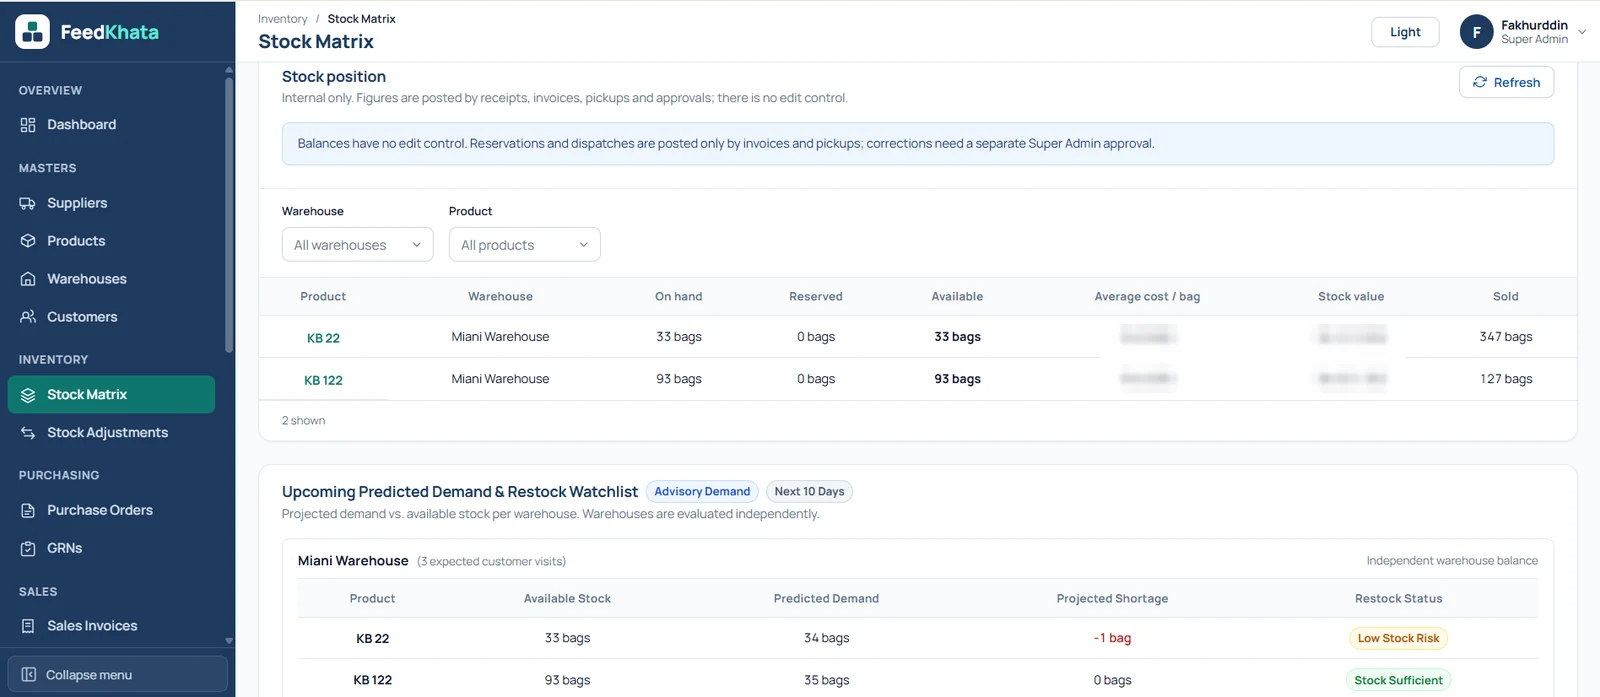 FeedKhata
OVERVIEW
Dashboard
MASTERS
Suppliers
Products
Warehouses
Customers
INVENTORY
Stock Matrix
Stock Adjustments
PURCHASING
Purchase Orders
GRNs
SALES
Sales Invoices
Collapse menu
Inventory / Stock Matrix
Stock Matrix
Light
F
Fakhurddin
Super Admin
Stock position
Internal only. Figures are posted by receipts, invoices, pickups and approvals; there is no edit control.
Refresh
Balances have no edit control. Reservations and dispatches are posted only by invoices and pickups; corrections need a separate Super Admin approval.
Warehouse Product
All warehouses All products
Product Warehouse On hand Reserved Available Average cost / bag Stock value Sold
KB 22 Miani Warehouse 33 bags 0 bags 33 bags 347 bags
KB 122 Miani Warehouse 93 bags 0 bags 93 bags 127 bags
2 shown
Upcoming Predicted Demand & Restock Watchlist Advisory Demand Next 10 Days
Projected demand vs. available stock per warehouse. Warehouses are evaluated independently.
Miani Warehouse (3 expected customer visits) Independent warehouse balance
Product Available Stock Predicted Demand Projected Shortage Restock Status
KB 22 33 bags 34 bags -1 bag Low Stock Risk
KB 122 93 bags 35 bags 0 bags Stock Sufficient